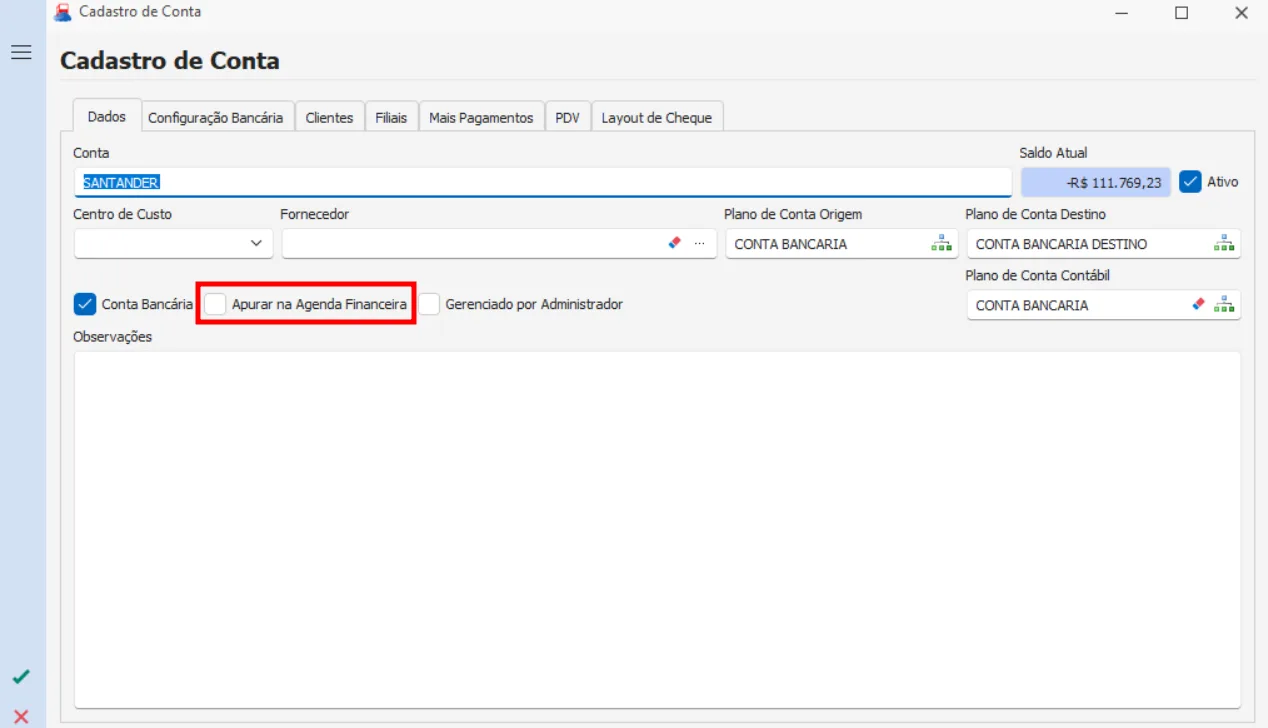 Cadastro de Conta
Cadastro de Conta
Dados Configuração Bancária Clientes Filiais Mais Pagamentos PDV Layout de Cheque
Conta Saldo Atual
SANTANDER -R$ 111.769,23 Ativo
Centro de Custo Fornecedor Plano de Conta Origem Plano de Conta Destino
... CONTA BANCARIA CONTA BANCARIA DESTINO
Plano de Conta Contábil
Conta Bancária Apurar na Agenda Financeira Gerenciado por Administrador CONTA BANCARIA
Observações